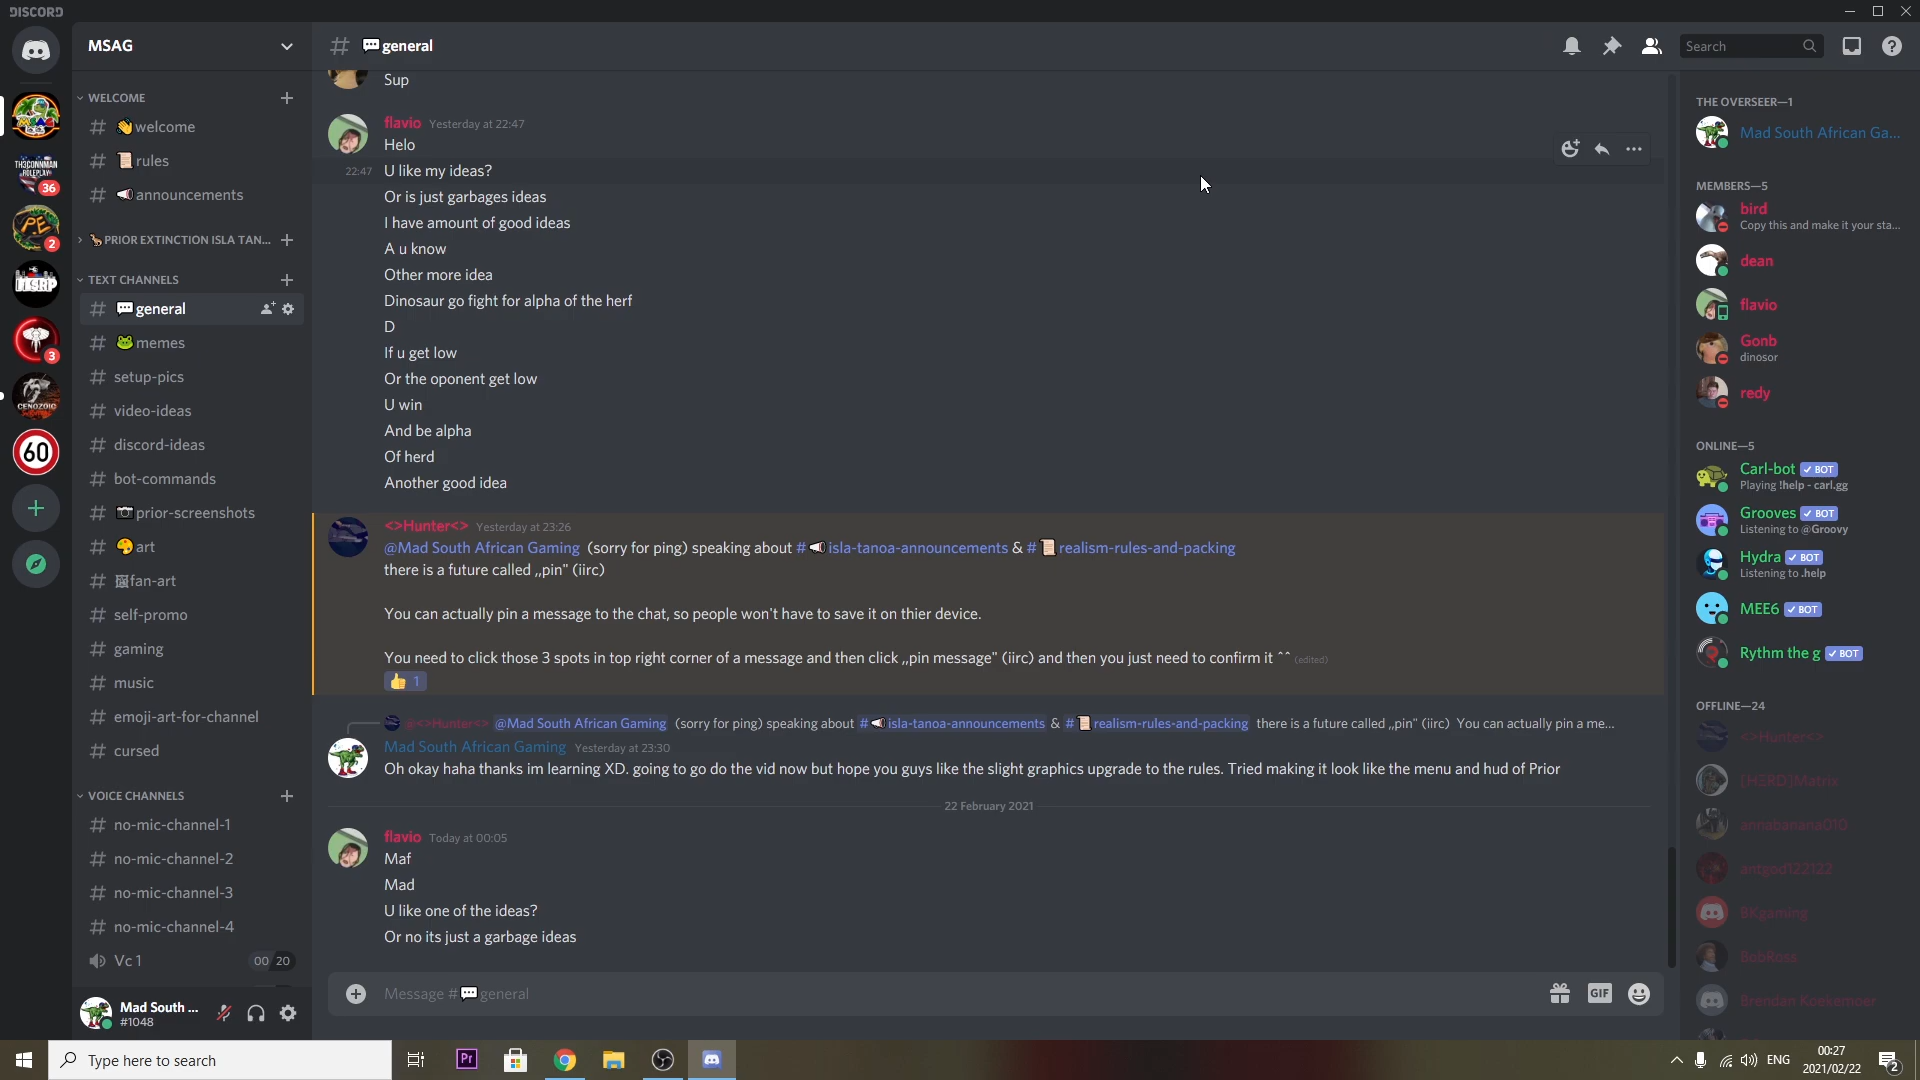 DISCORD
MSAG
WELCOME
welcome
rules
announcements
PRIOR EXTINCTION ISLA TAN...
TEXT CHANNELS
general
memes
setup-pics
video-ideas
discord-ideas
bot-commands
prior-screenshots
art
fan-art
self-promo
gaming
music
emoji-art-for-channel
cursed
VOICE CHANNELS
no-mic-channel-1
no-mic-channel-2
no-mic-channel-3
no-mic-channel-4
Vc 1 00 20
Mad South ...
#1048
TH3CONNMAN
ROLEPLAY
36
P.E
2
3
CENOZOIC
SURVIVAL
60
# general
Search
Sup
flavio Yesterday at 22:47
Helo
22:47 U like my ideas?
Or is just garbages ideas
I have amount of good ideas
A u know
Other more idea
Dinosaur go fight for alpha of the herf
D
If u get low
Or the oponent get low
U win
And be alpha
Of herd
Another good idea
<>Hunter<> Yesterday at 23:26
@Mad South African Gaming (sorry for ping) speaking about # isla-tanoa-announcements & # realism-rules-and-packing
there is a future called ,,pin" (iirc)
You can actually pin a message to the chat, so people won't have to save it on thier device.
You need to click those 3 spots in top right corner of a message and then click ,,pin message" (iirc) and then you just need to confirm it ^^ (edited)
1
<>Hunter<> @Mad South African Gaming (sorry for ping) speaking about # isla-tanoa-announcements & # realism-rules-and-packing there is a future called ,,pin" (iirc) You can actually pin a me...
Mad South African Gaming Yesterday at 23:30
Oh okay haha thanks im learning XD. going to go do the vid now but hope you guys like the slight graphics upgrade to the rules. Tried making it look like the menu and hud of Prior
22 February 2021
flavio Today at 00:05
Maf
Mad
U like one of the ideas?
Or no its just a garbage ideas
Message # general
GIF
THE OVERSEER—1
Mad South African Ga...
MEMBERS—5
bird
Copy this and make it your sta...
dean
flavio
Gonb
dinosor
redy
ONLINE—5
Carl-bot ✓ BOT
Playing !help - carl.gg
Grooves ✓ BOT
Listening to @Groovy
Hydra ✓ BOT
Listening to .help
MEE6 ✓ BOT
Rythm the g ✓ BOT
OFFLINE—24
<>Hunter<>
[HERD]Matrix
annabanana010
antgod122122
BKgaming
BobRoss
Brendan Koekemoer
Type here to search
Pr
ENG
00:27
2021/02/22
2